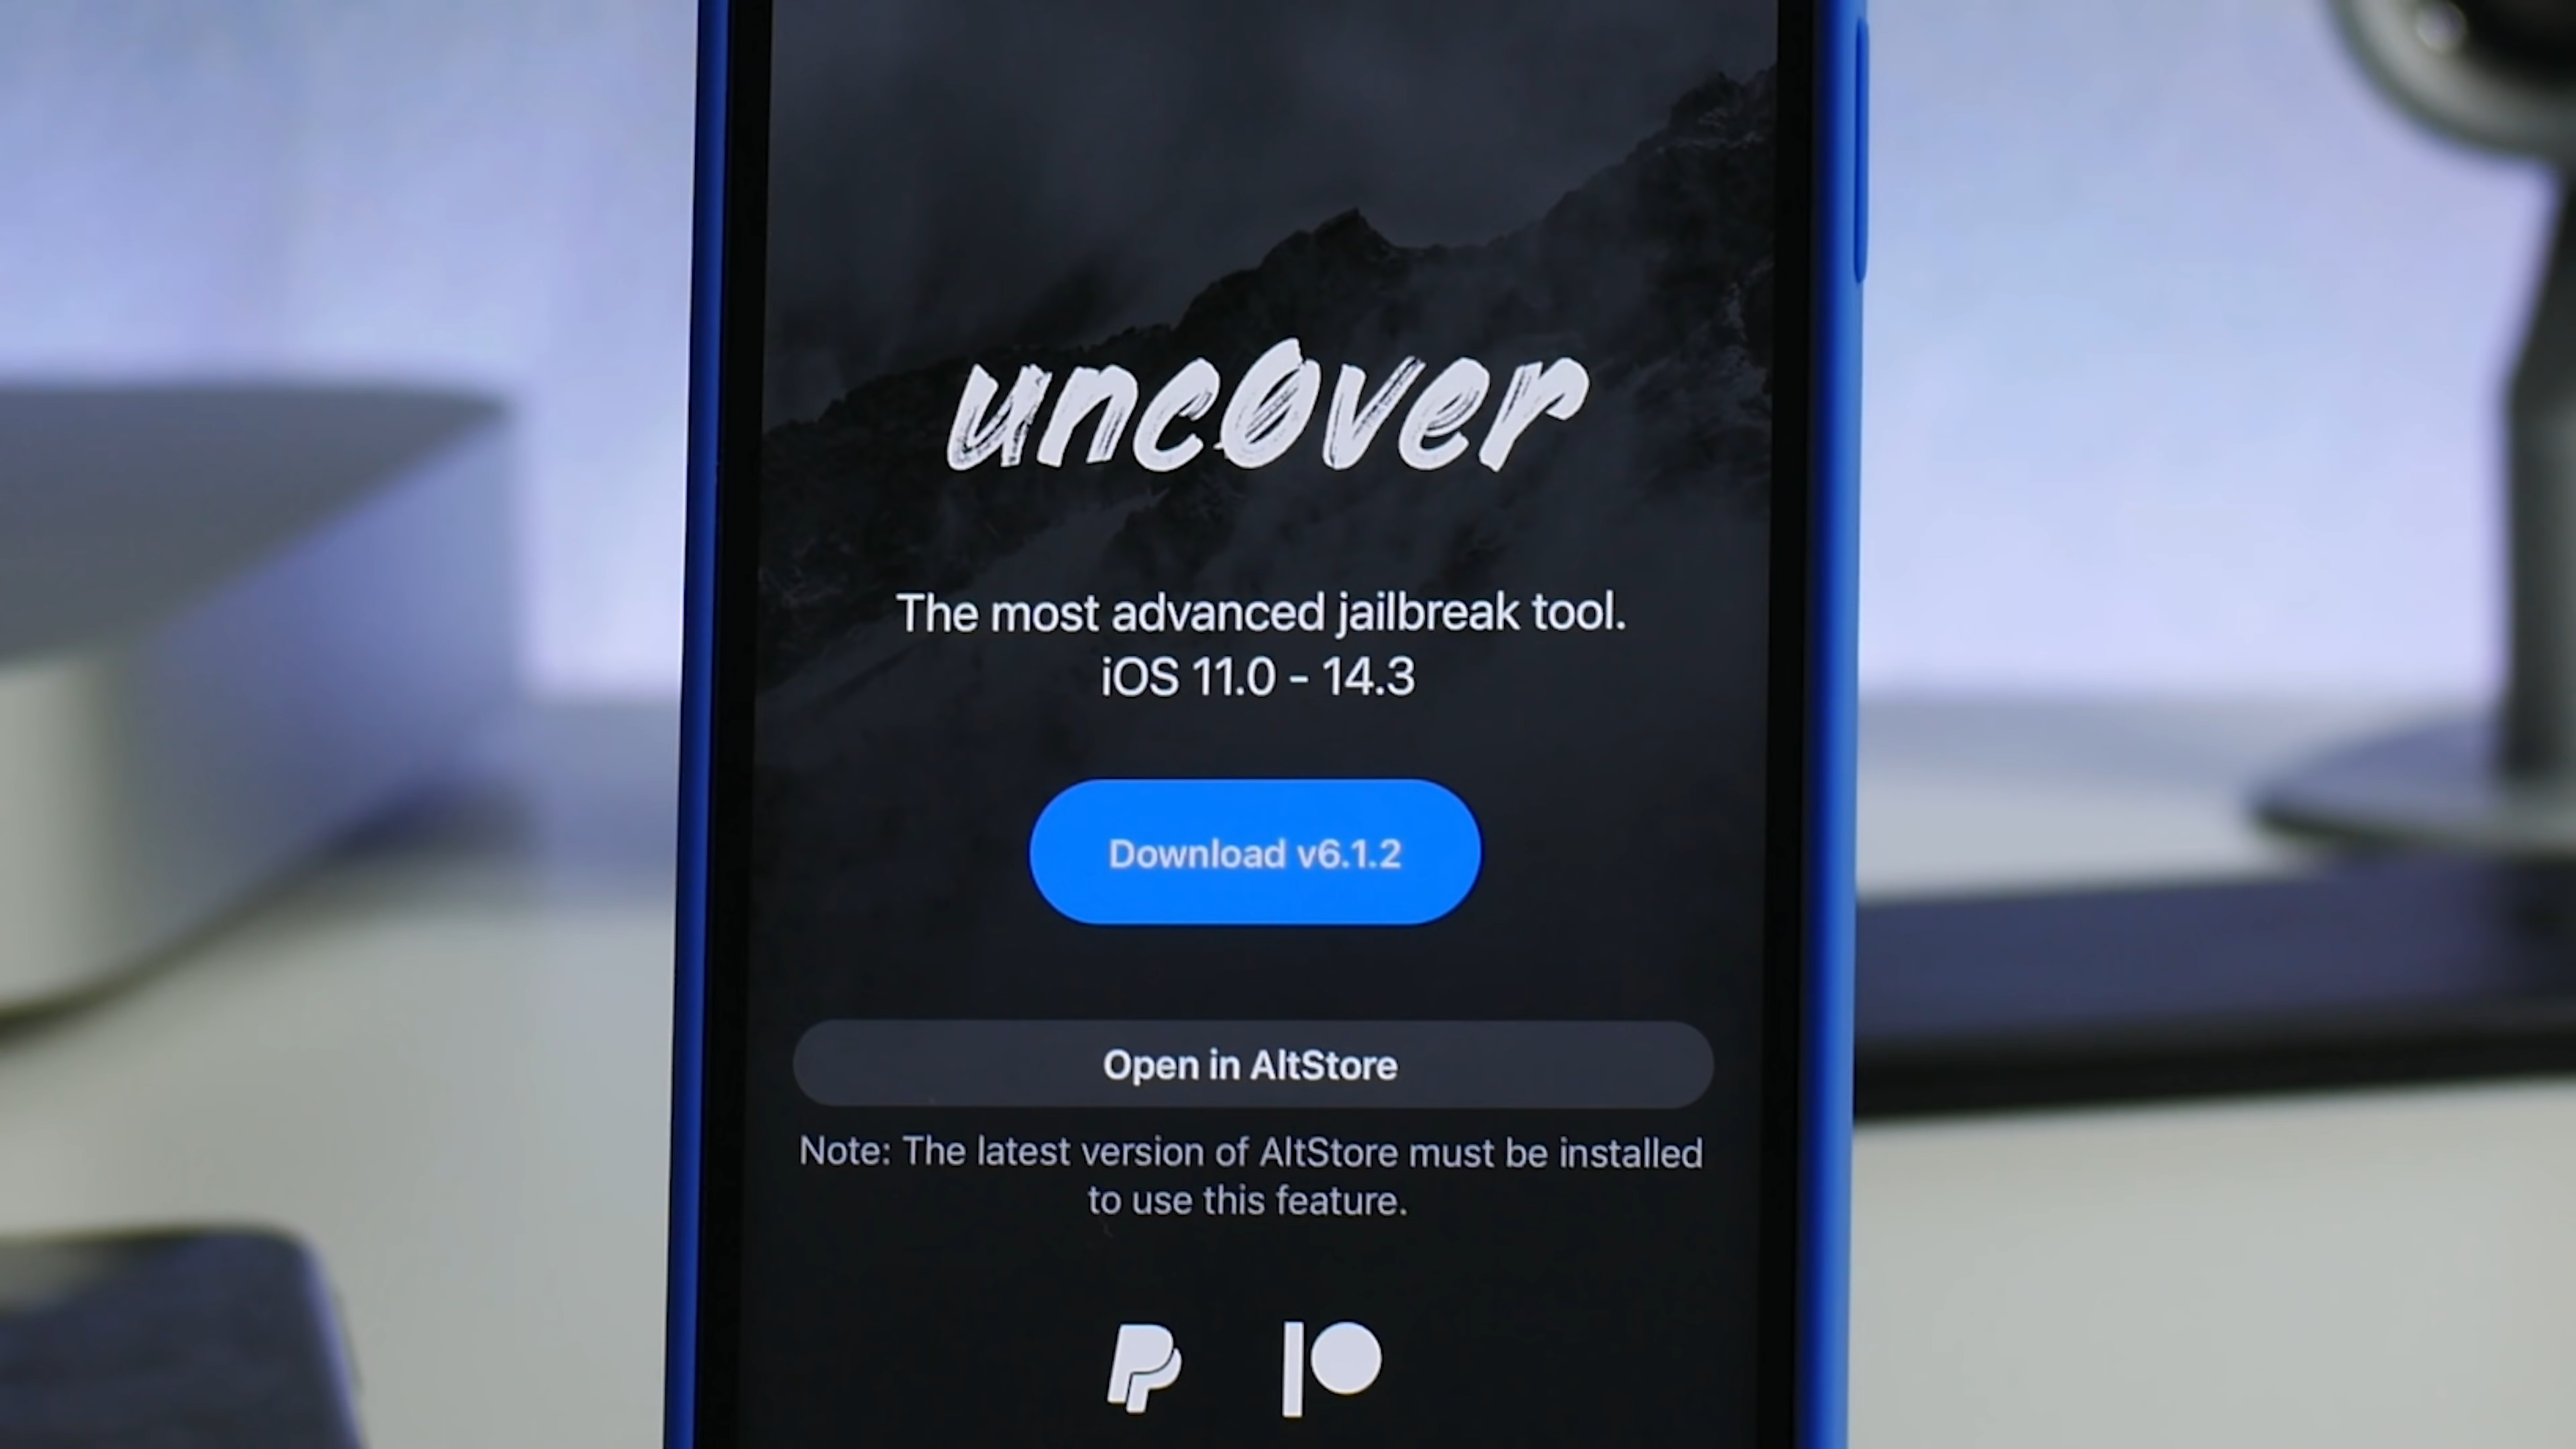 unc0ver
The most advanced jailbreak tool.
iOS 11.0 - 14.3
Download v6.1.2
Open in AltStore
Note: The latest version of AltStore must be installed
to use this feature.